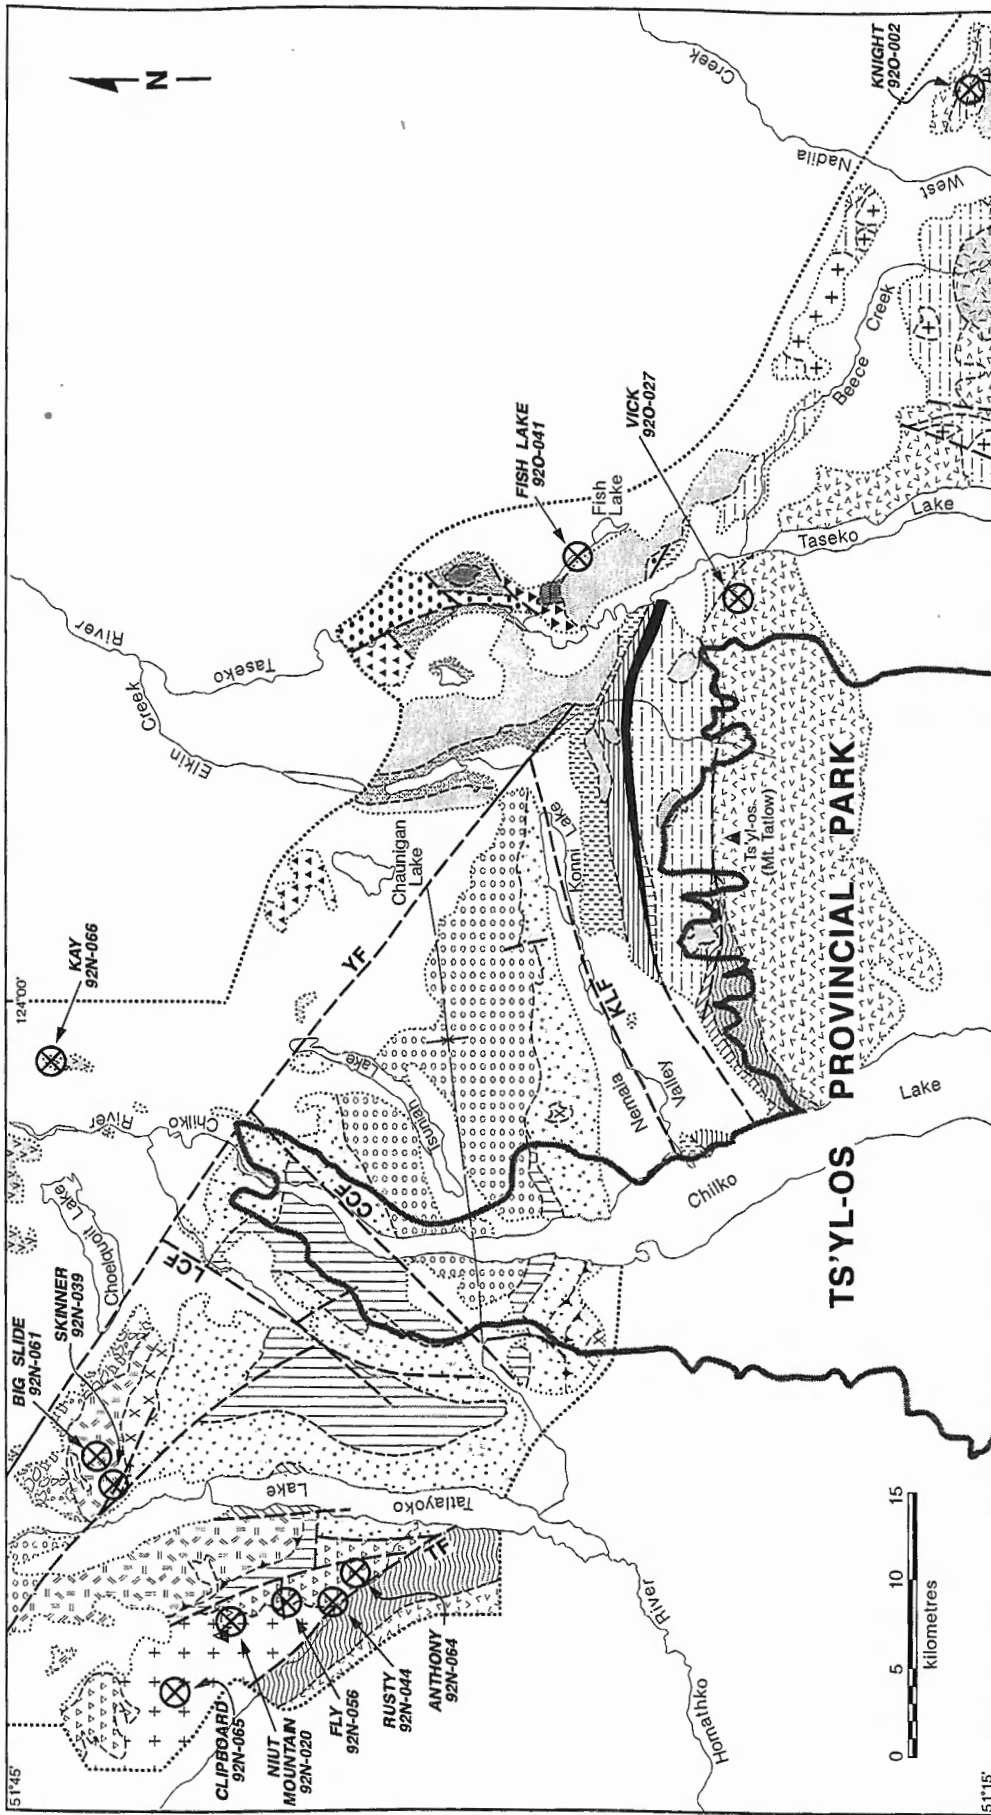 51°45'
124°00'
N
KAY
92N-066
BIG SLIDE
92N-061
SKINNER
92N-039
Choelquoit Lake
Chilko River
Elkin Creek
Taseko River
Creek
Nadila
West
KNIGHT
92O-002
FISH LAKE
92O-041
Fish
Lake
VICK
92O-027
Beece Creek
Taseko
Lake
Chaunigan
Lake
YF
LCF
CCF
KLF
TF
Tsuniah Lake
Konni Lake
Nemaia
Valley
Ts'yl-os
(Mt. Tatlow)
TS'YL-OS PROVINCIAL PARK
Chilko
Lake
Tatlayoko
Lake
CLIPBOARD
92N-065
NIUT
MOUNTAIN
92N-020
FLY
92N-056
RUSTY
92N-044
ANTHONY
92N-064
Homathko River
0 5 10 15
kilometres
51°15'